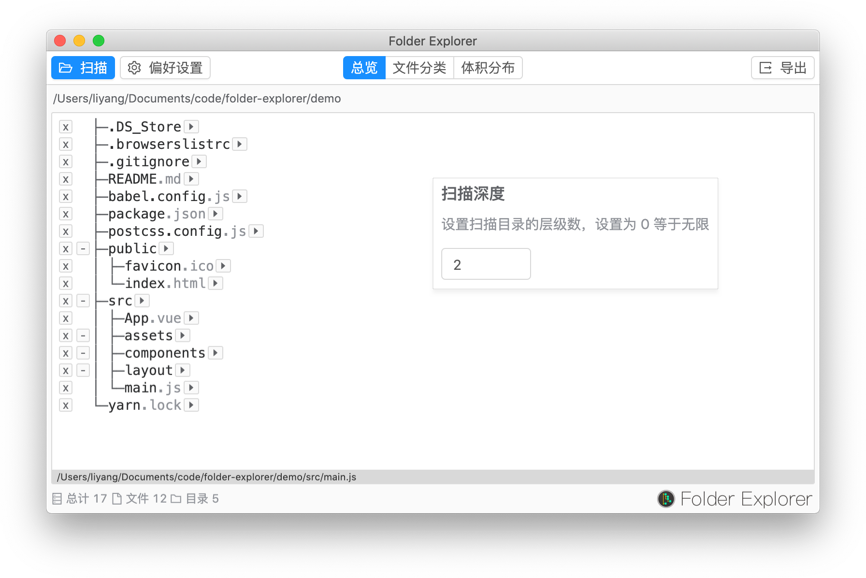 Folder Explorer
扫描 偏好设置 总览 文件分类 体积分布 导出
/Users/liyang/Documents/code/folder-explorer/demo
x ├─.DS_Store
x ├─.browserslistrc
x ├─.gitignore
x ├─README.md
x ├─babel.config.js
x ├─package.json
x ├─postcss.config.js
x - ├─public
x │ ├─favicon.ico
x │ └─index.html
x - ├─src
x │ ├─App.vue
x - │ ├─assets
x - │ ├─components
x - │ ├─layout
x │ └─main.js
x └─yarn.lock
扫描深度
设置扫描目录的层级数，设置为 0 等于无限
2
/Users/liyang/Documents/code/folder-explorer/demo/src/main.js
总计 17 文件 12 目录 5
Folder Explorer